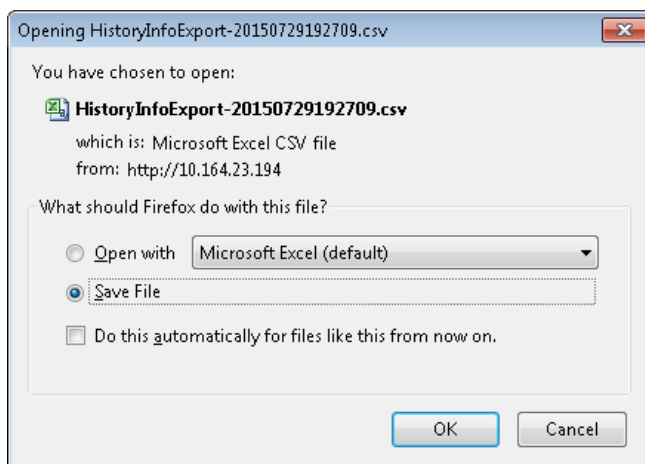 Opening HistoryInfoExport-20150729192709.csv
You have chosen to open:
HistoryInfoExport-20150729192709.csv
which is: Microsoft Excel CSV file
from: http://10.164.23.194
What should Firefox do with this file?
Open with Microsoft Excel (default)
Save File
Do this automatically for files like this from now on.
OK Cancel